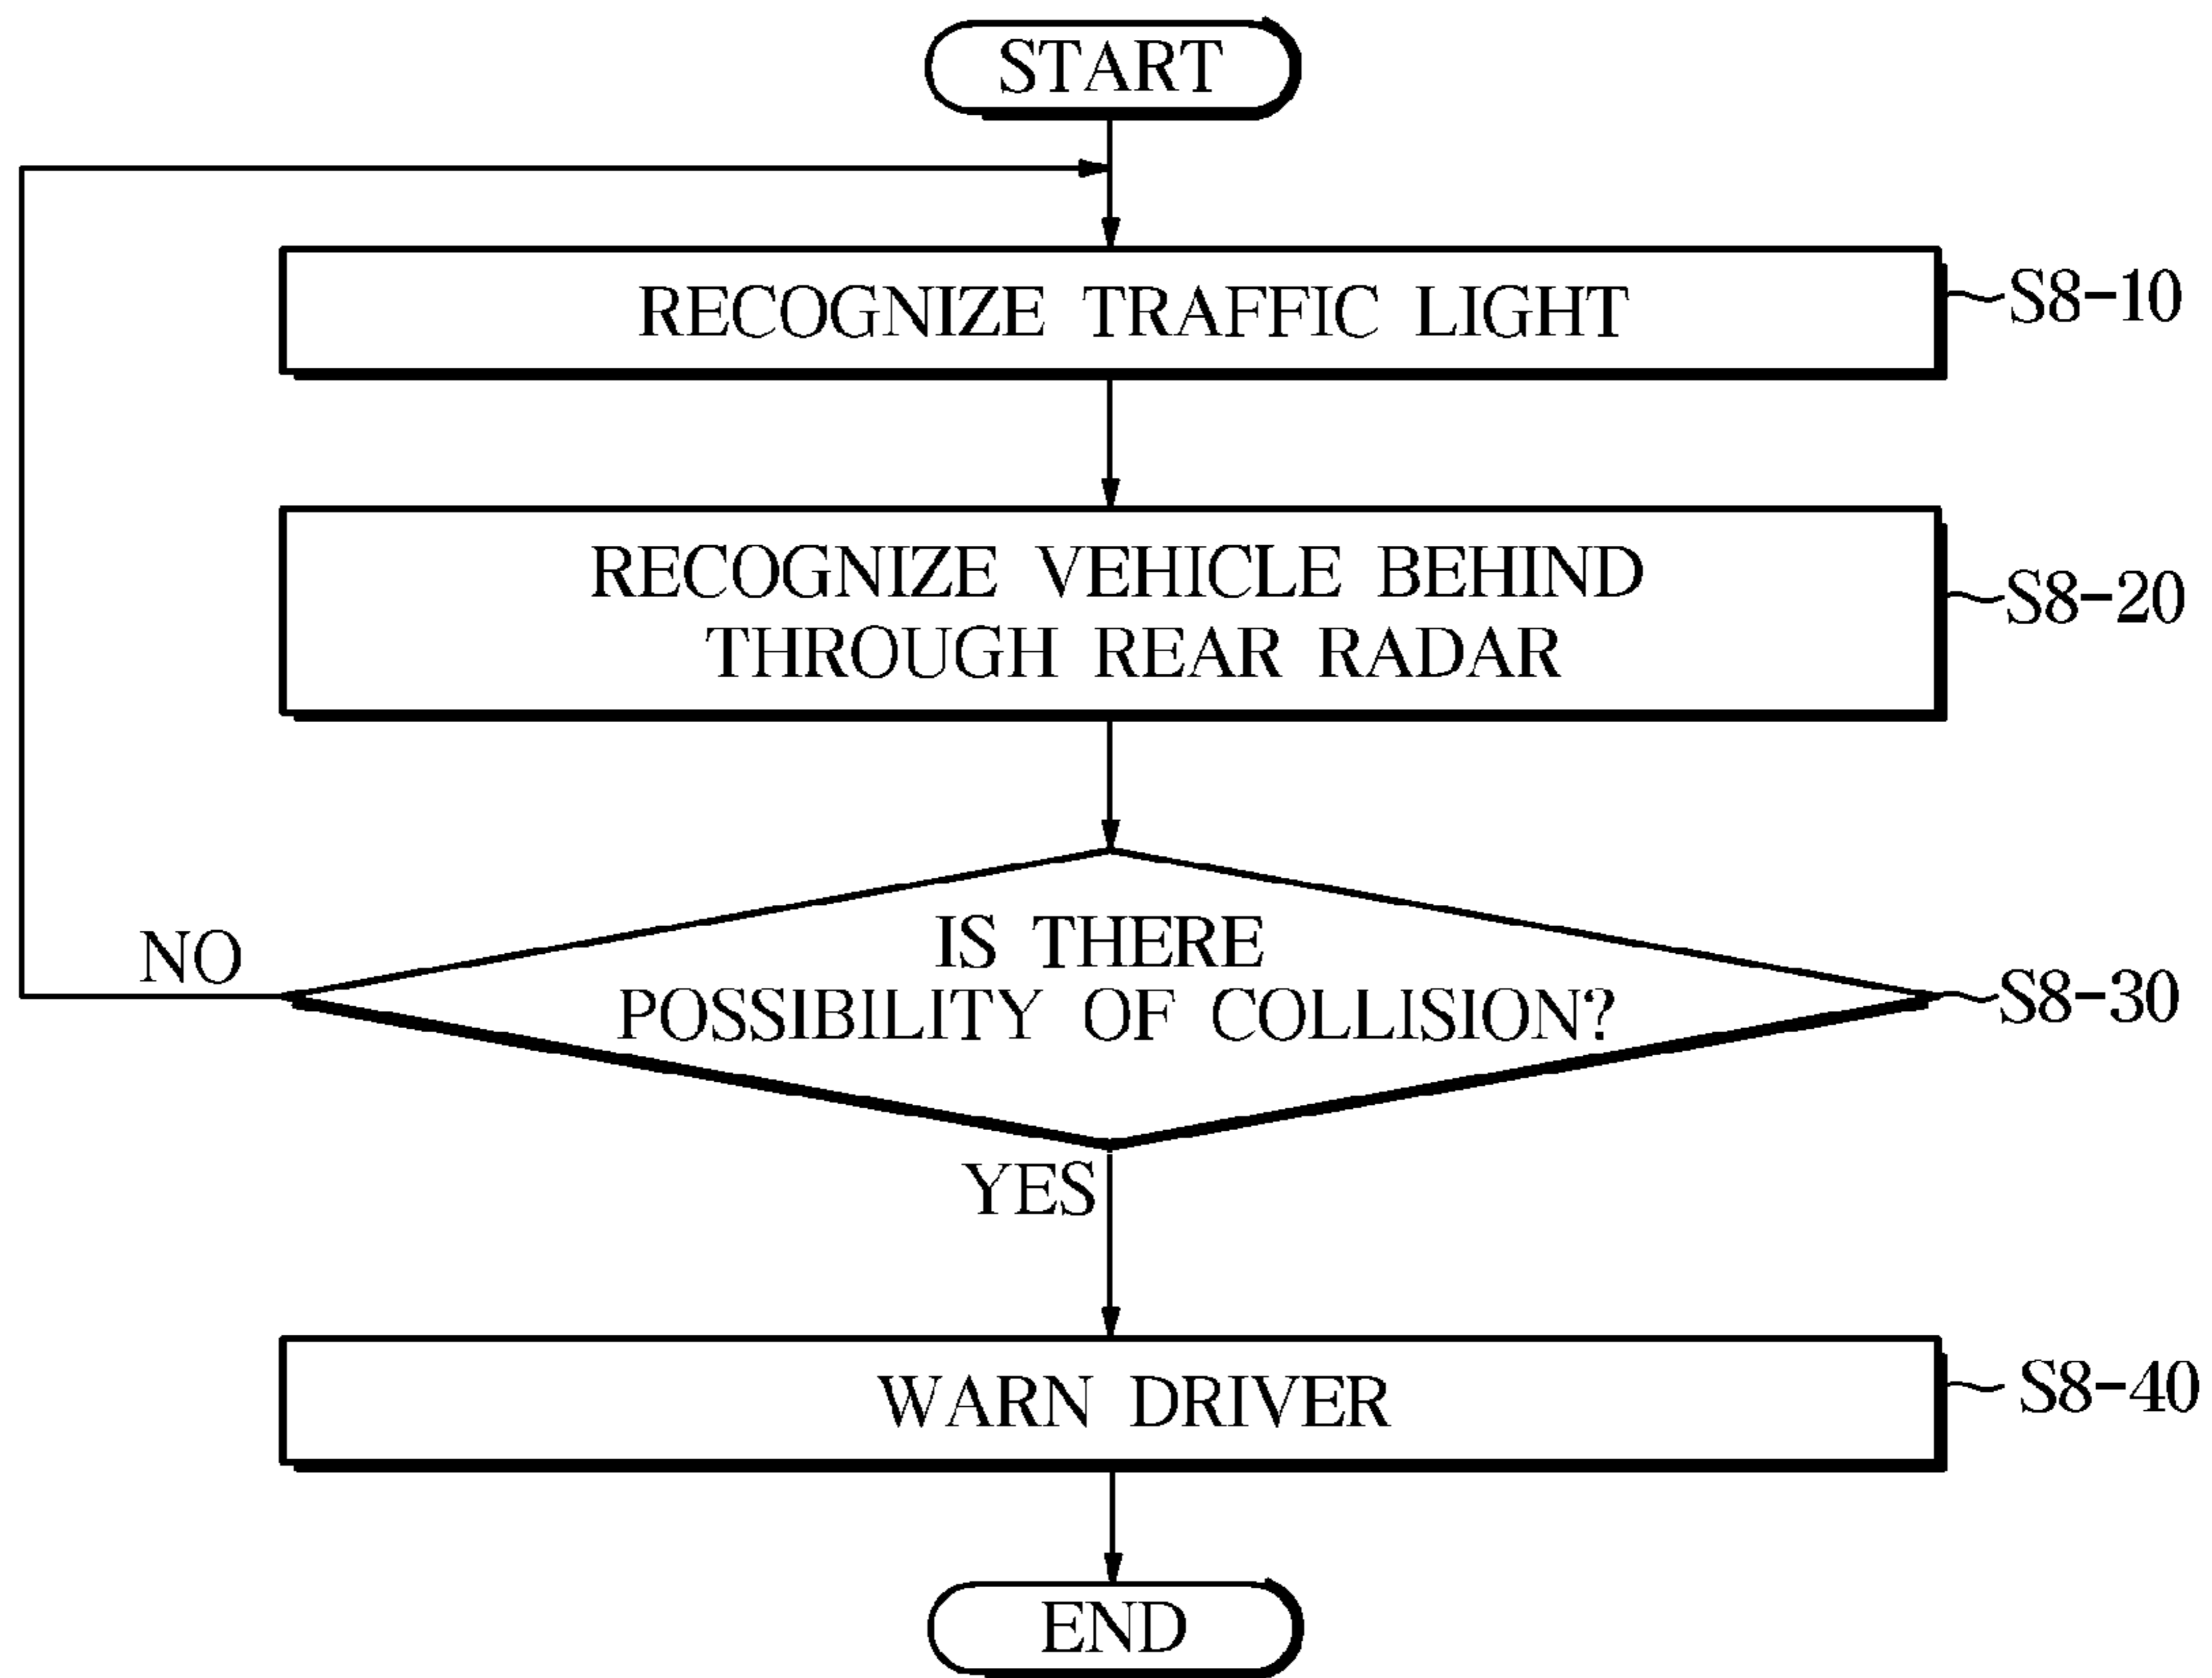 START
RECOGNIZE TRAFFIC LIGHT
S8-10
RECOGNIZE VEHICLE BEHIND
THROUGH REAR RADAR
S8-20
IS THERE
POSSIBILITY OF COLLISION?
S8-30
NO
YES
WARN DRIVER
S8-40
END